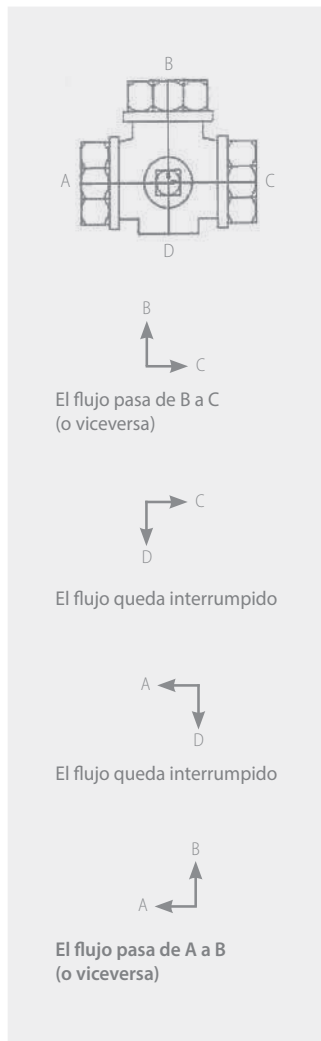 B
A
C
D
B
C
El flujo pasa de B a C
(o viceversa)
C
D
El flujo queda interrumpido
A
D
El flujo queda interrumpido
B
A
El flujo pasa de A a B
(o viceversa)